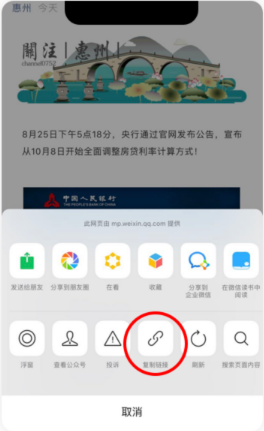 惠州 今天
關注 惠州
channel0752
8月25日下午5点18分，央行通过官网发布公告，宣布
从10月8日开始全面调整房贷利率计算方式！
中国人民银行
THE PEOPLE'S BANK OF CHINA
此网页由 mp.weixin.qq.com 提供
发送给朋友 分享到朋友圈 在看 收藏 分享到 在微信读书中
企业微信 阅读
浮窗 查看公众号 投诉 复制链接 刷新 搜索页面内容
取消